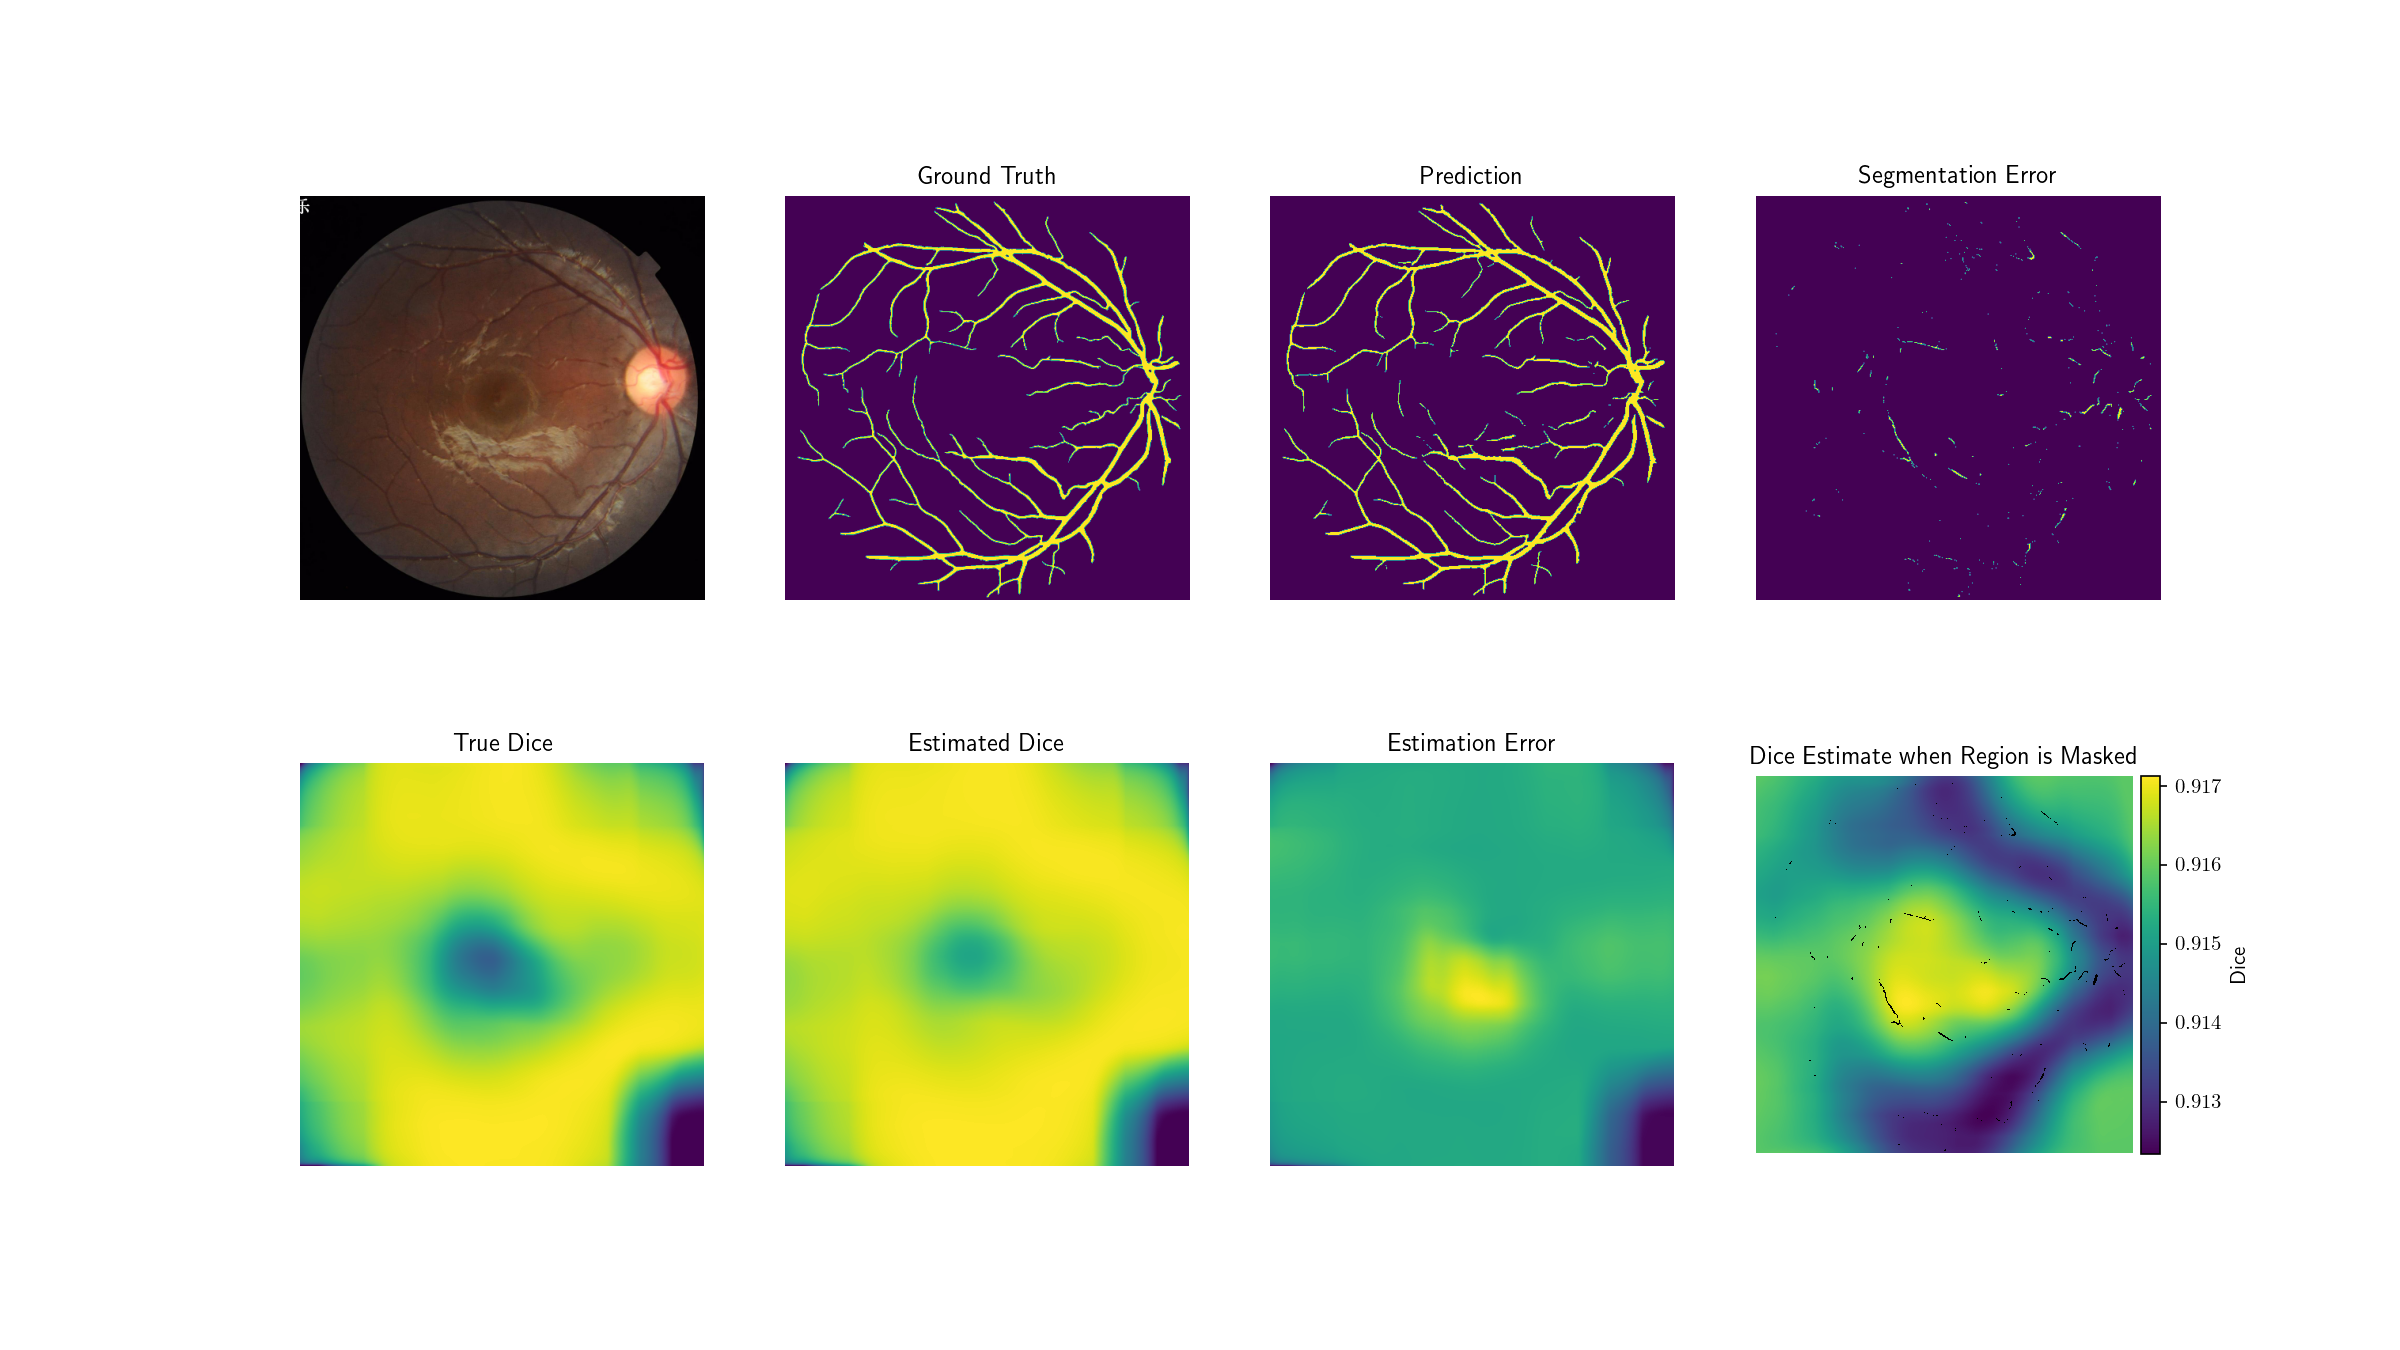 Ground Truth
Prediction
Segmentation Error
乐
True Dice
Estimated Dice
Estimation Error
Dice Estimate when Region is Masked
0.917
0.916
0.915
0.914
0.913
Dice